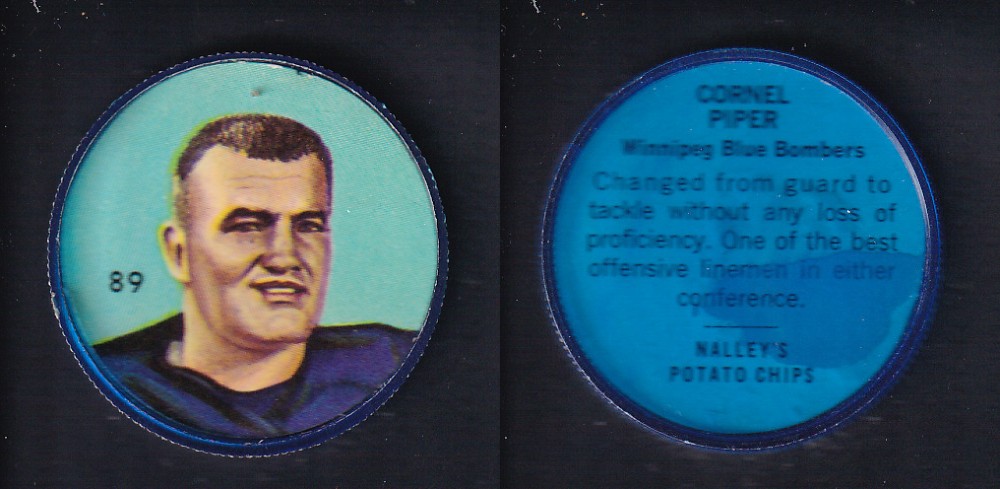 89
CORNEL
PIPER
Winnipeg Blue Bombers
Changed from guard to
tackle without any loss of
proficiency. One of the best
offensive linemen in either
conference.
NALLEY'S
POTATO CHIPS